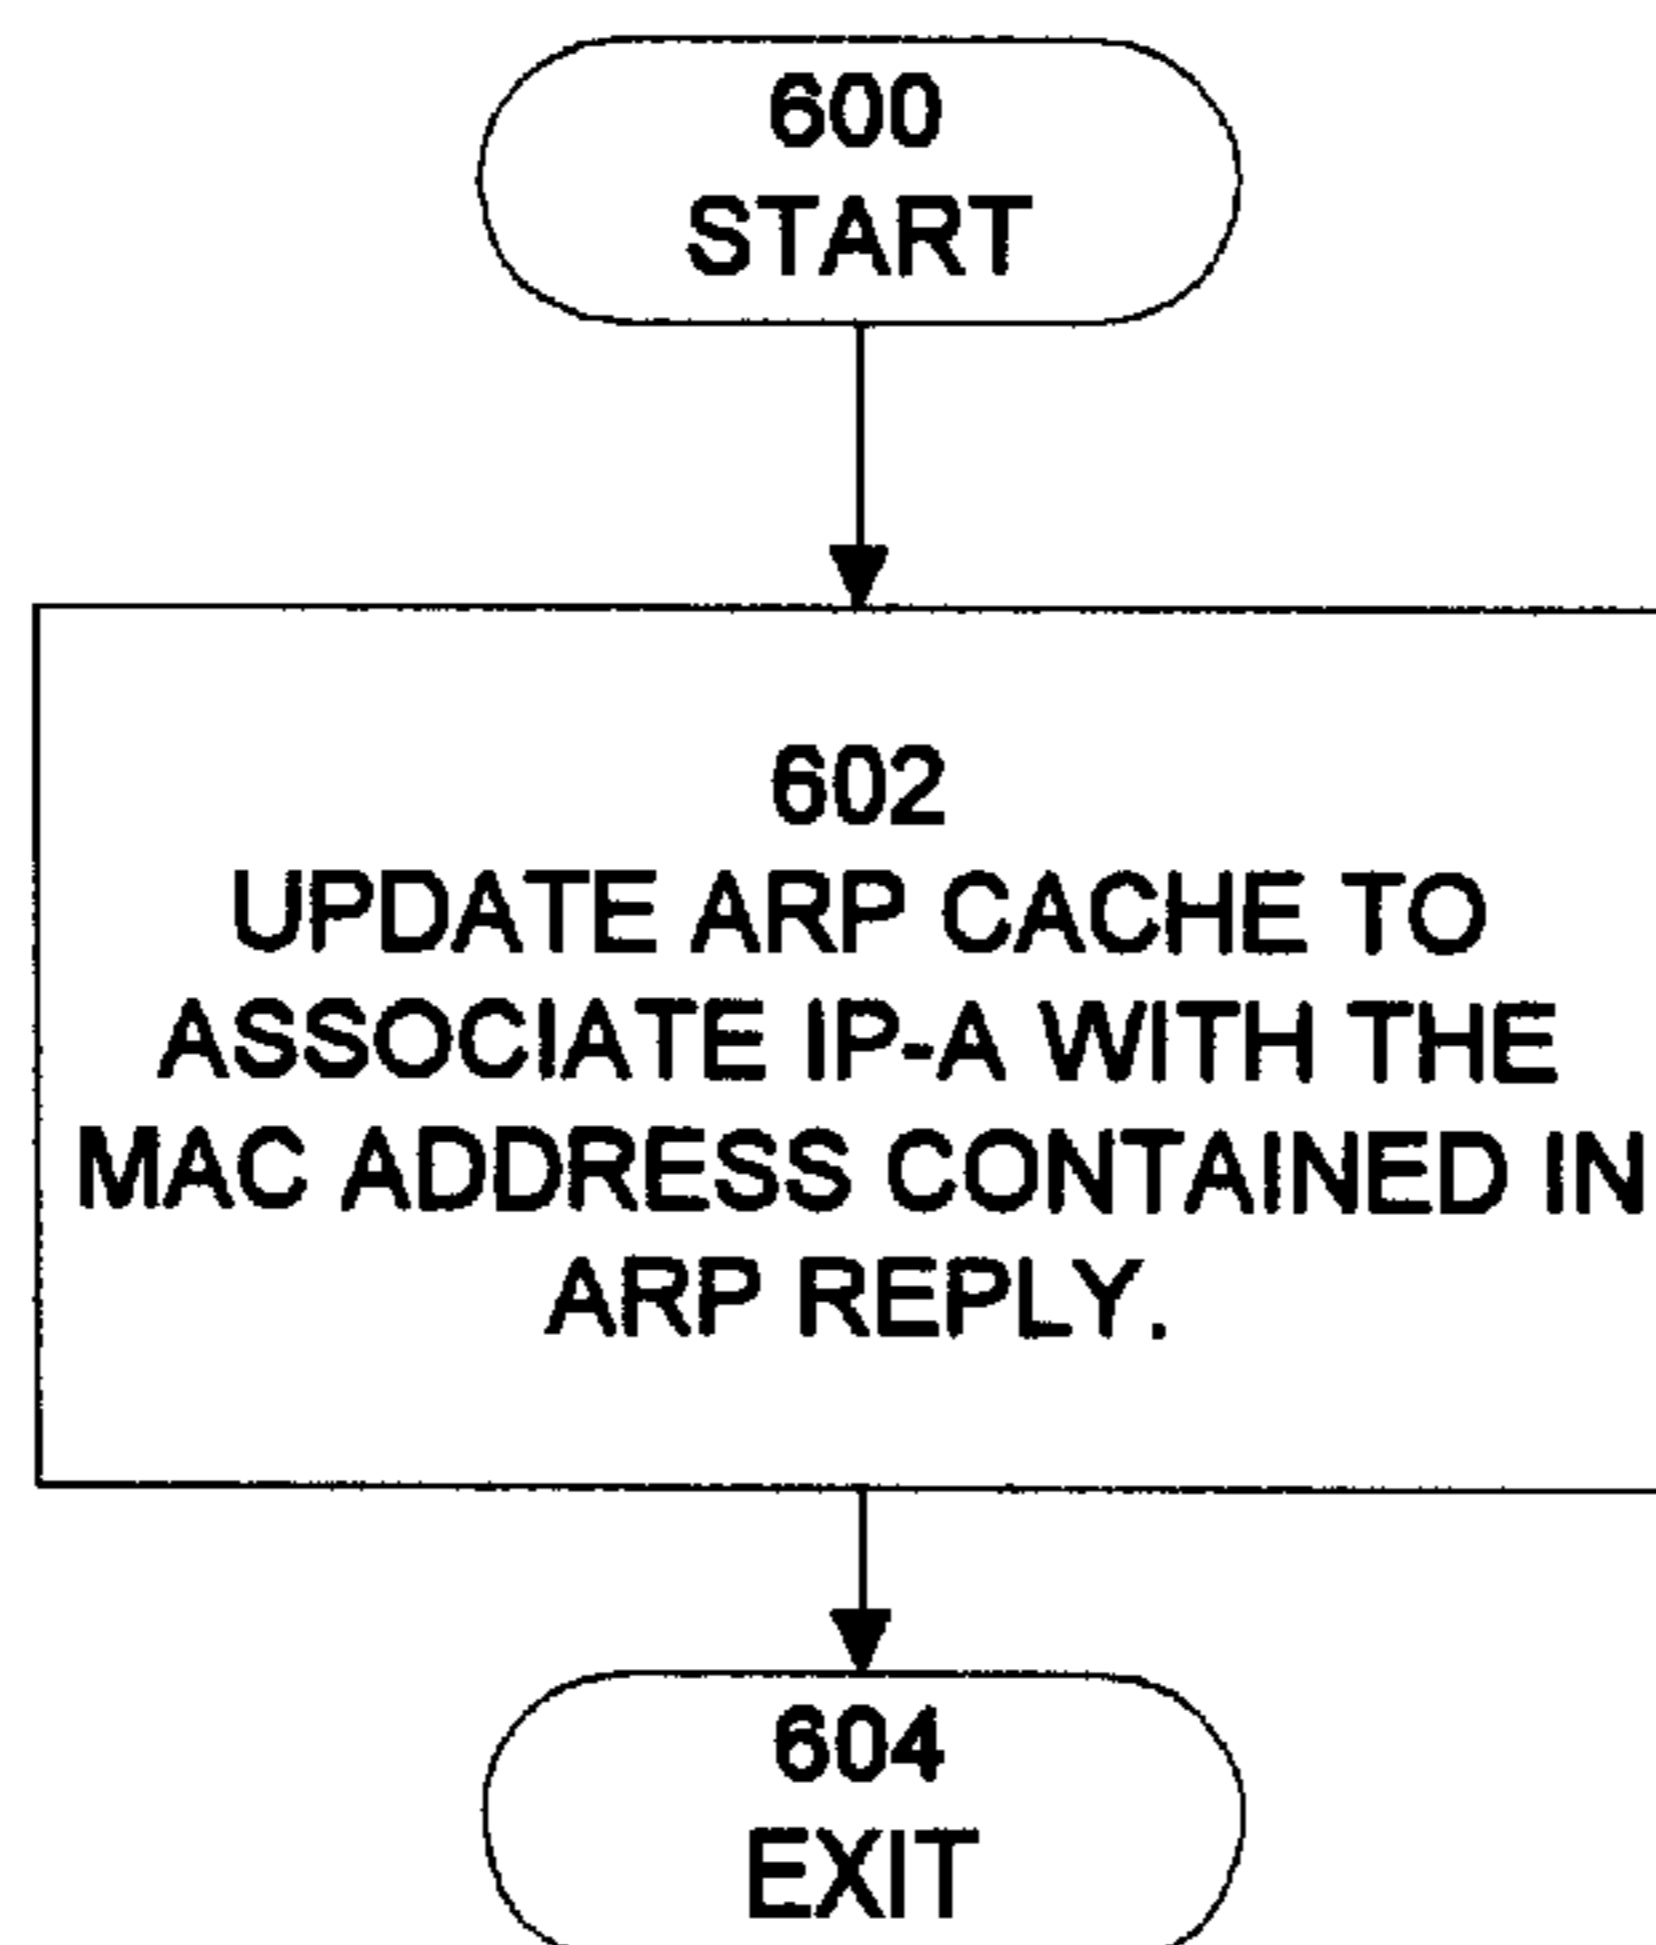 600
START
602
UPDATE ARP CACHE TO
ASSOCIATE IP-A WITH THE
MAC ADDRESS CONTAINED IN
ARP REPLY.
604
EXIT